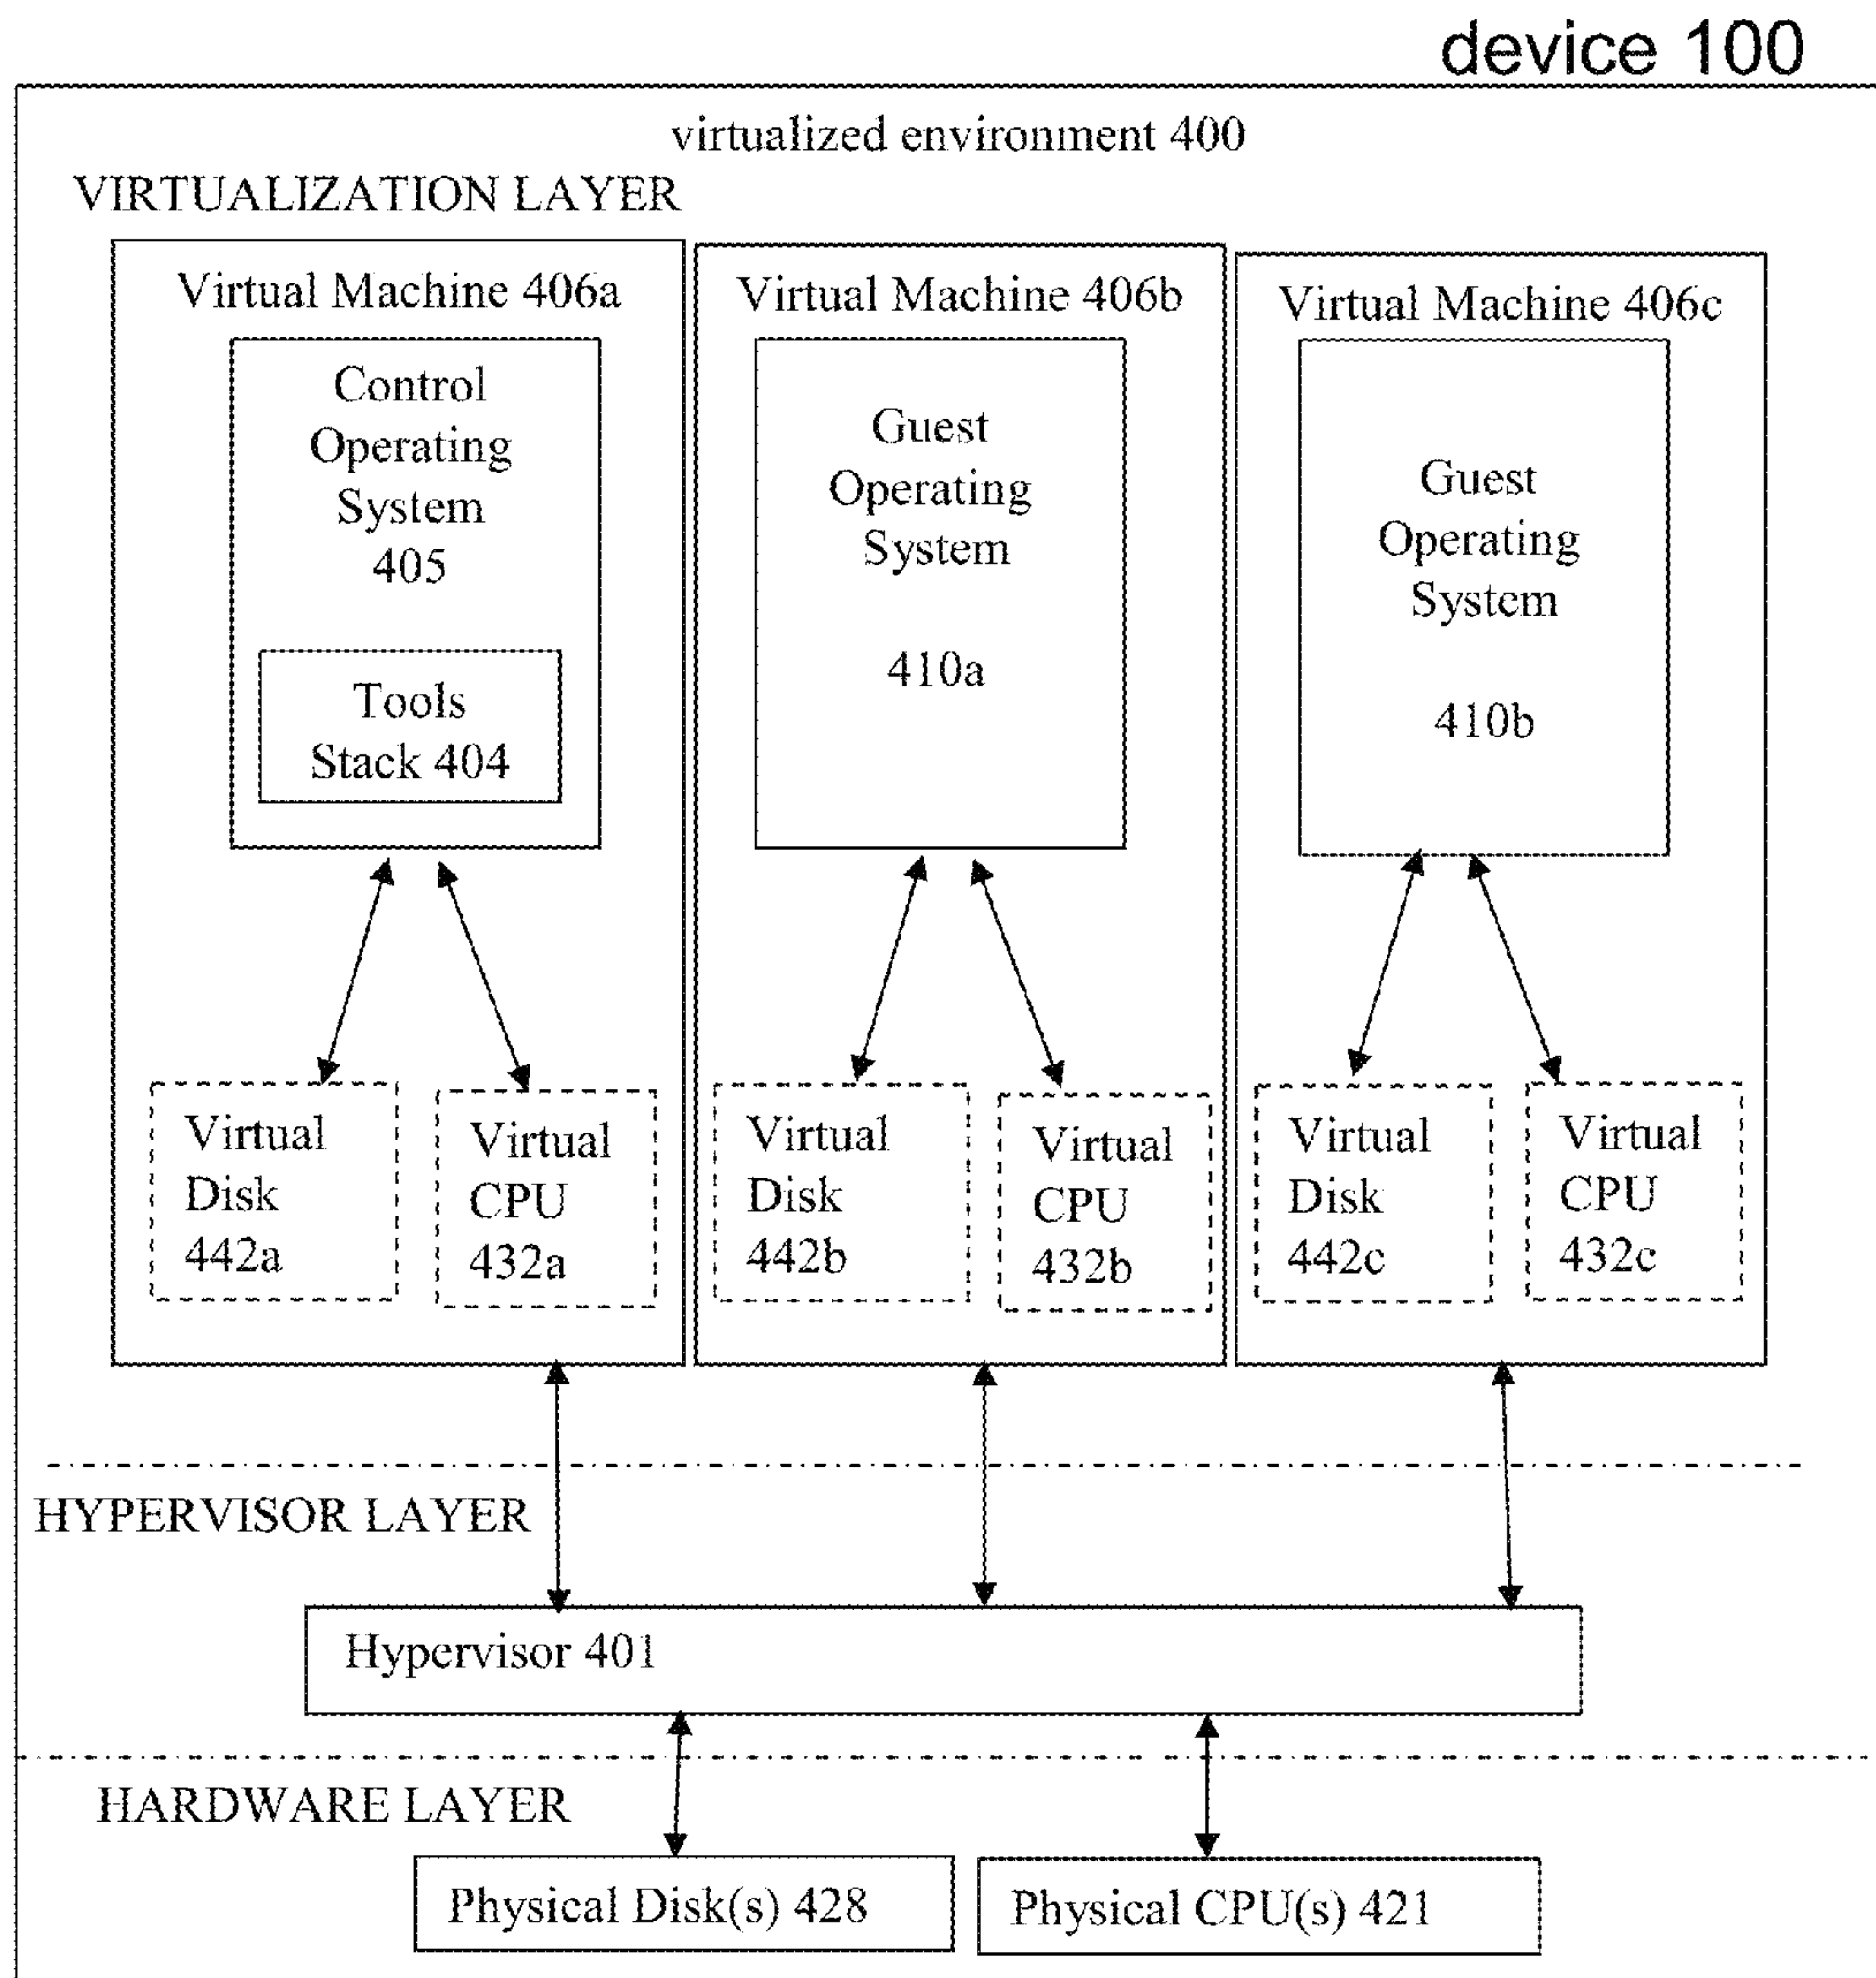 device 100
virtualized environment 400
VIRTUALIZATION LAYER
Virtual Machine 406a
Control
Operating
System
405
Tools
Stack 404
Virtual
Disk
442a
Virtual
CPU
432a
Virtual Machine 406b
Guest
Operating
System
410a
Virtual
Disk
442b
Virtual
CPU
432b
Virtual Machine 406c
Guest
Operating
System
410b
Virtual
Disk
442c
Virtual
CPU
432c
HYPERVISOR LAYER
Hypervisor 401
HARDWARE LAYER
Physical Disk(s) 428
Physical CPU(s) 421